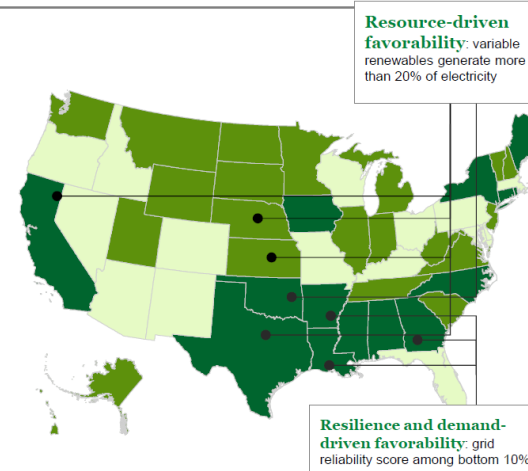 Resource-driven
favorability: variable
renewables generate more
than 20% of electricity
Resilience and demand-
driven favorability: grid
reliability score among bottom 10%